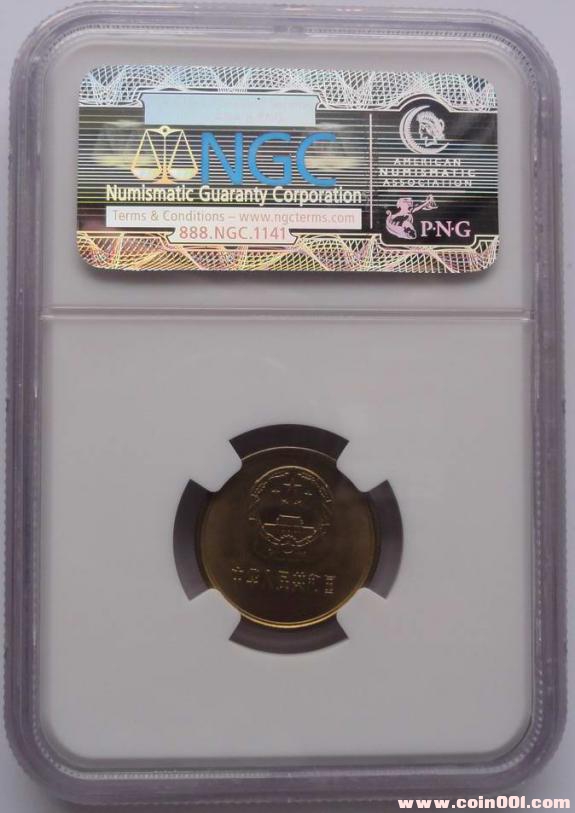 NGC
Numismatic Guaranty Corporation
Terms & Conditions – www.ngcterms.com
888.NGC.1141
AMERICAN
NUMISMATIC
ASSOCIATION
P·N·G
中华人民共和国
www.coin001.com